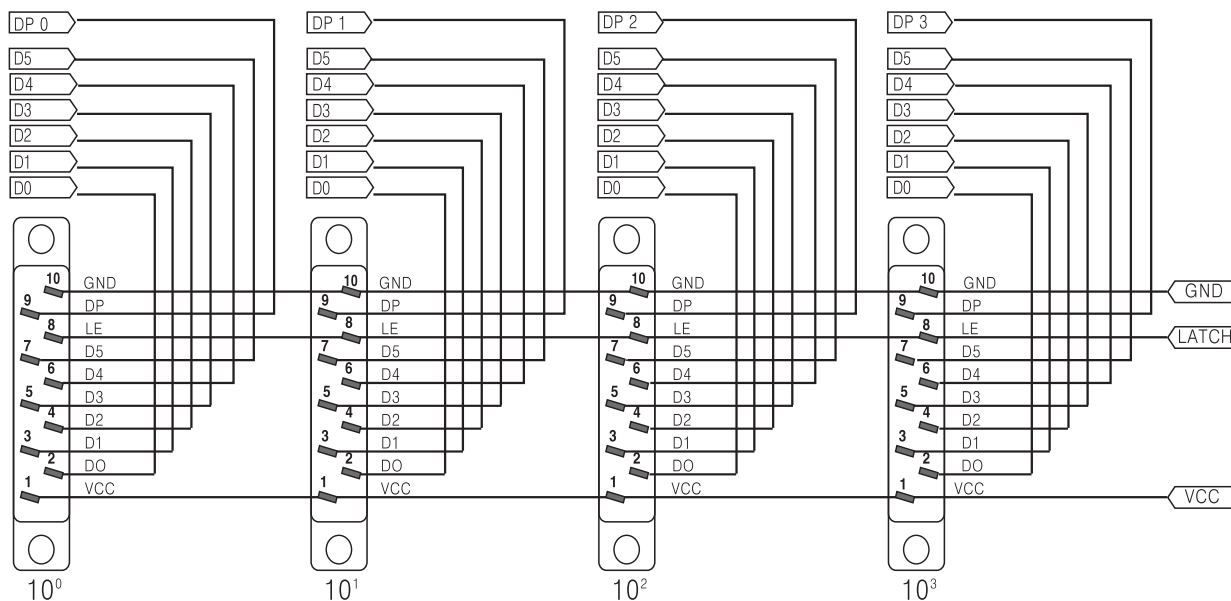 DP 0 DP 1 DP 2 DP 3
D5 D5 D5 D5
D4 D4 D4 D4
D3 D3 D3 D3
D2 D2 D2 D2
D1 D1 D1 D1
D0 D0 D0 D0
10 GND 10 GND 10 GND 10 GND GND
9 DP 9 DP 9 DP 9 DP
8 LE 8 LE 8 LE 8 LE LATCH
7 D5 7 D5 7 D5 7 D5
6 D4 6 D4 6 D4 6 D4
5 D3 5 D3 5 D3 5 D3
4 D2 4 D2 4 D2 4 D2
3 D1 3 D1 3 D1 3 D1
2 DO 2 DO 2 DO 2 DO
1 VCC 1 VCC 1 VCC 1 VCC VCC
10⁰ 10¹ 10² 10³